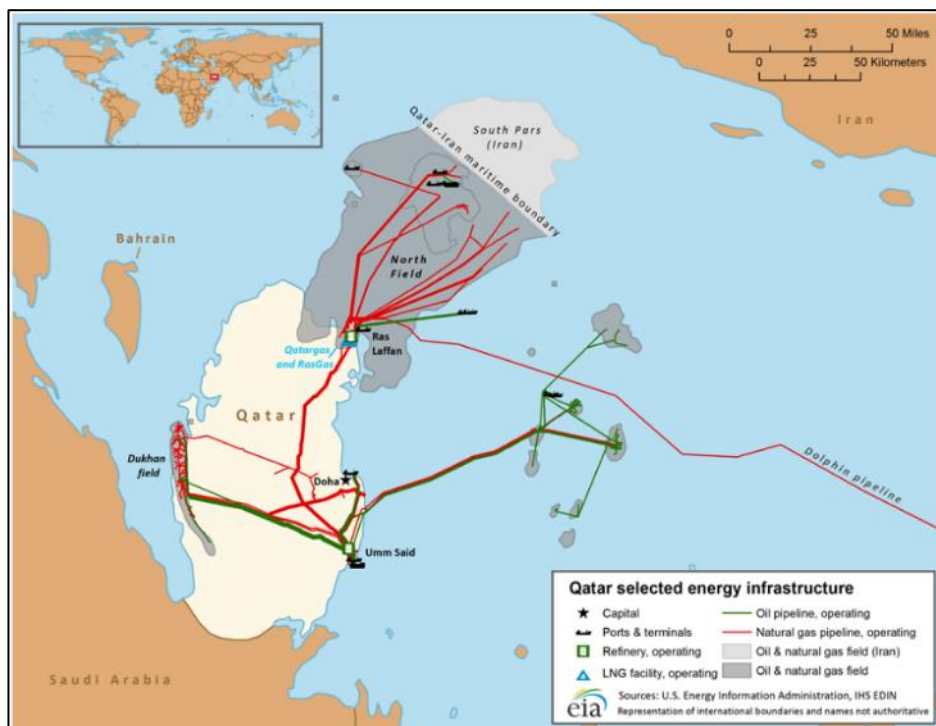 0 25 50 Miles
0 25 50 Kilometers
Iran
South Pars
(Iran)
Qatar-Iran maritime boundary
Bahrain
North
Field
Ras
Laffan
Qatargas
and RasGas
Qatar
Dukhan
field
Doha
Dolphin pipeline
Umm Said
Saudi Arabia
Qatar selected energy infrastructure
Capital
Ports & terminals
Refinery, operating
LNG facility, operating
Oil pipeline, operating
Natural gas pipeline, operating
Oil & natural gas field (Iran)
Oil & natural gas field
eia
Sources: U.S. Energy Information Administration, IHS EDIN
Representation of international boundaries and names not authoritative